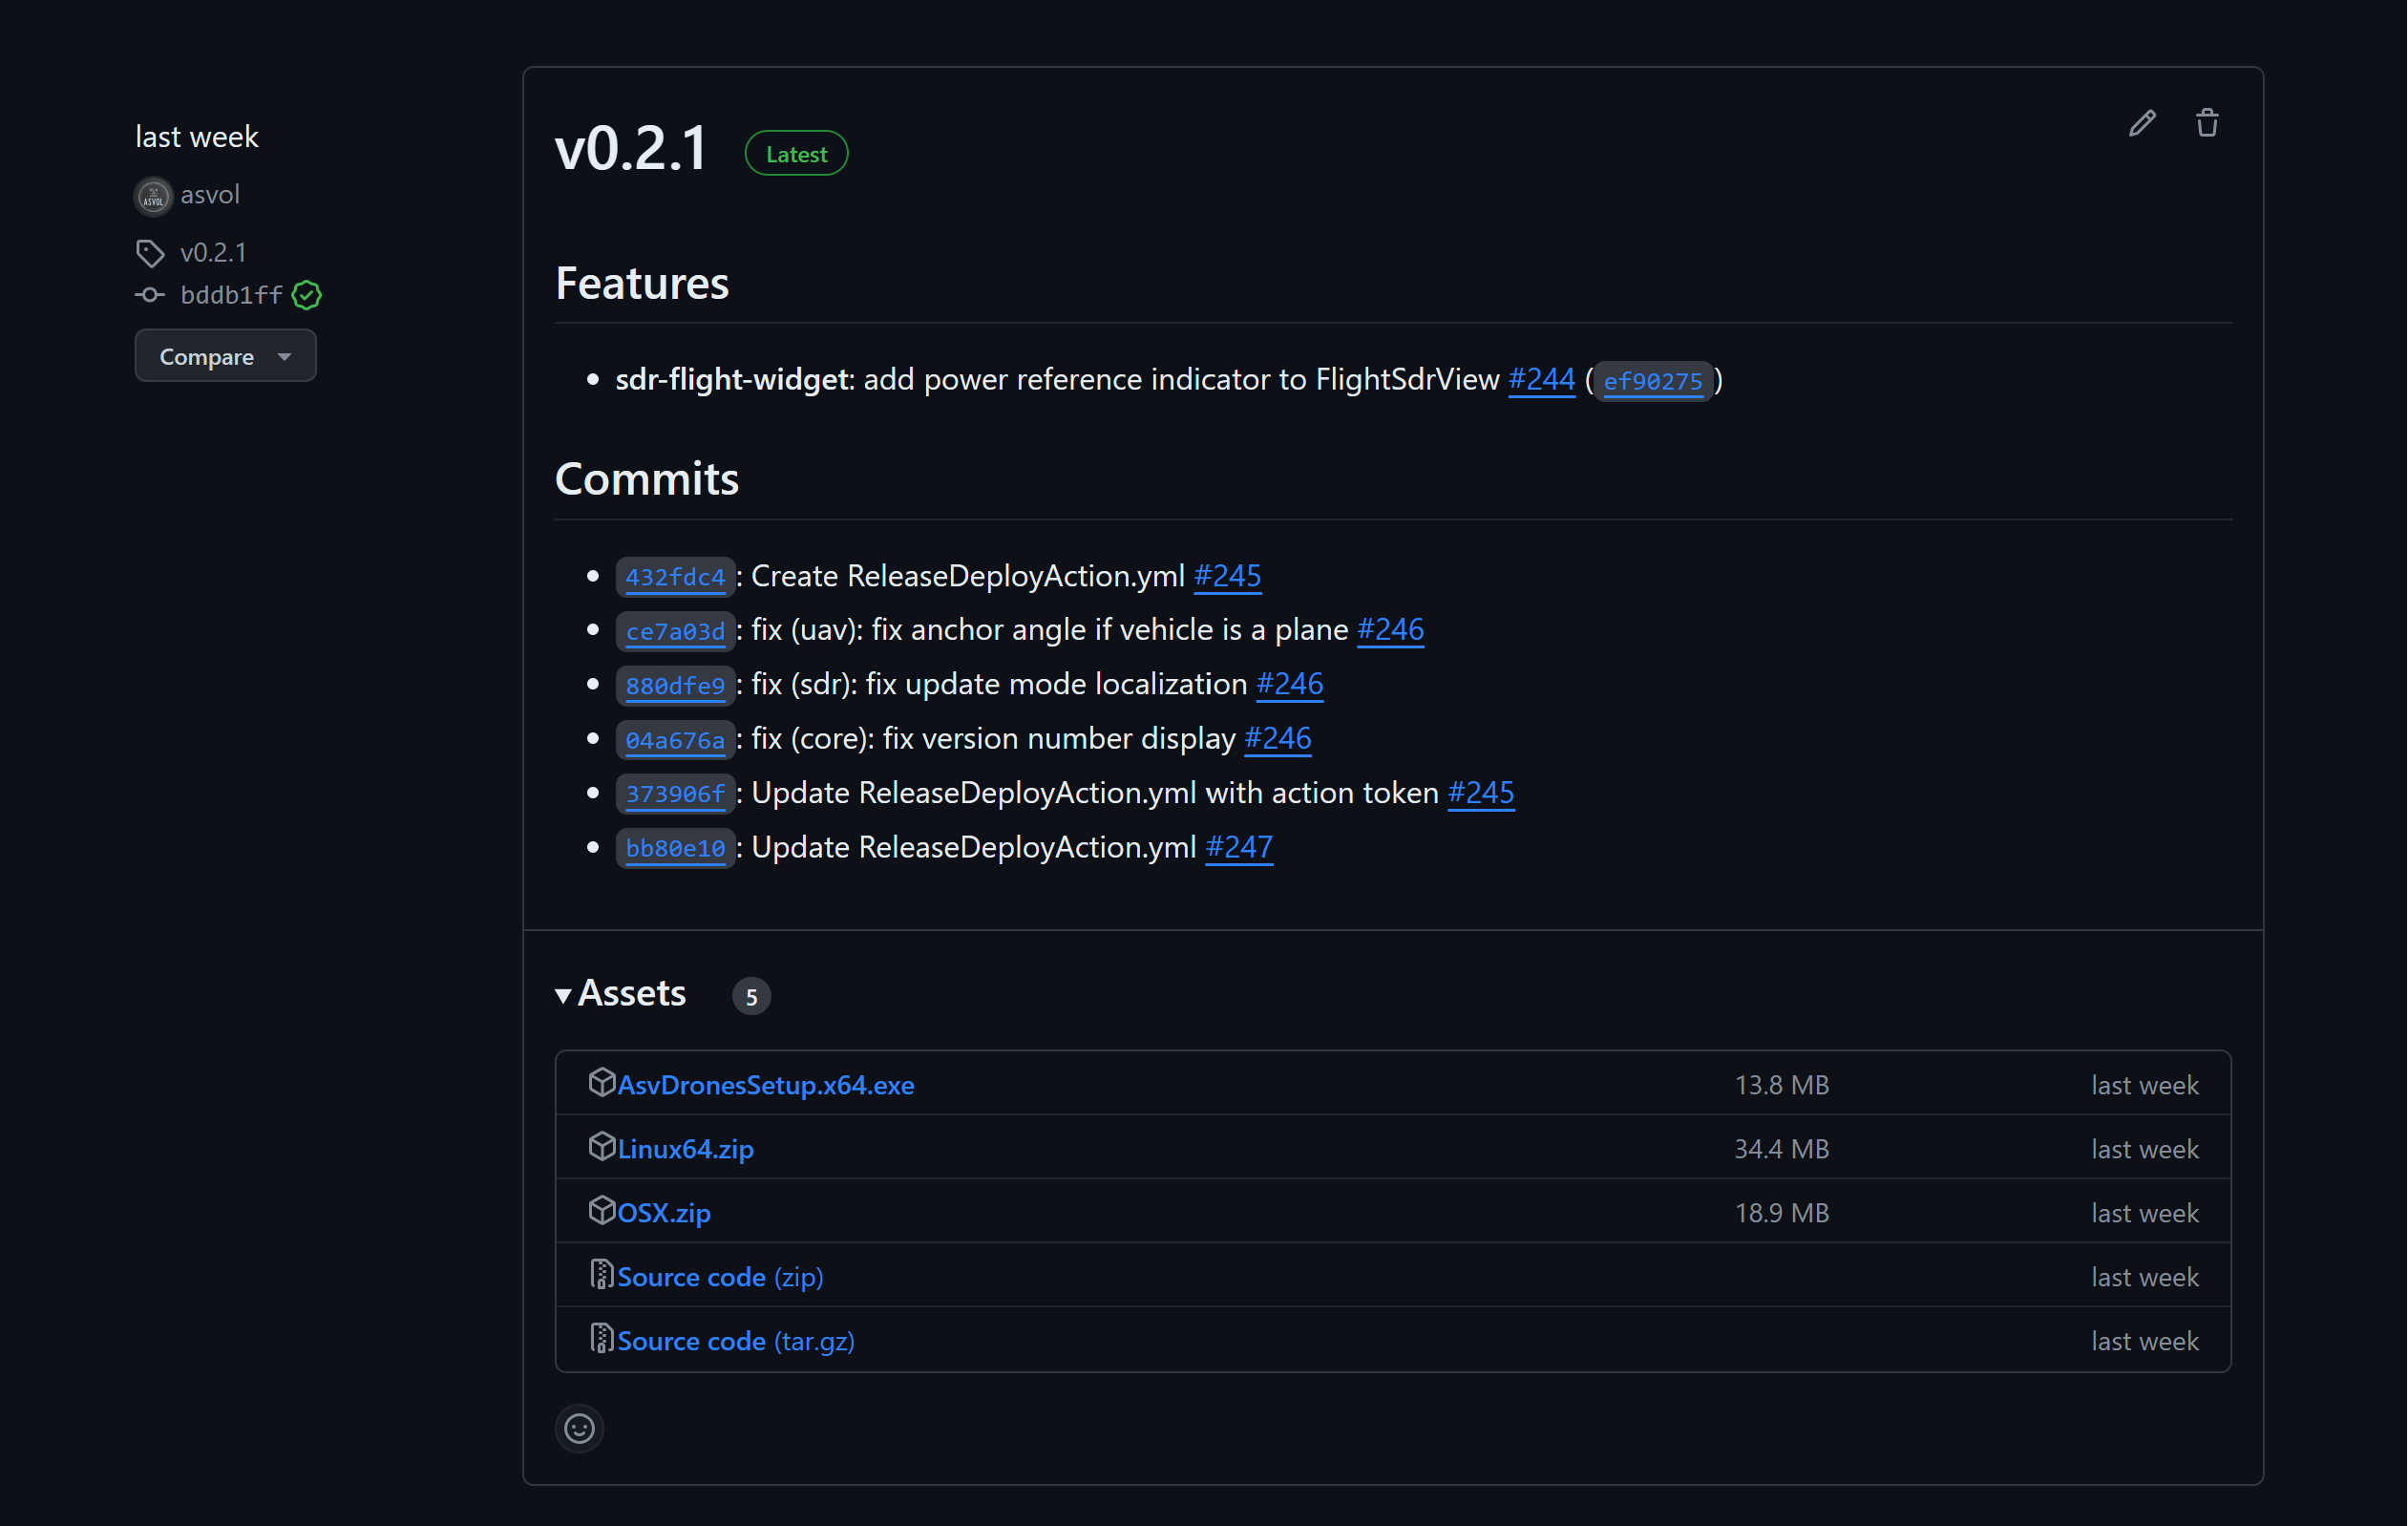 last week
asvol
v0.2.1
bddb1ff
Compare
v0.2.1 Latest
Features
sdr-flight-widget: add power reference indicator to FlightSdrView #244 (ef90275)
Commits
432fdc4: Create ReleaseDeployAction.yml #245
ce7a03d: fix (uav): fix anchor angle if vehicle is a plane #246
880dfe9: fix (sdr): fix update mode localization #246
04a676a: fix (core): fix version number display #246
373906f: Update ReleaseDeployAction.yml with action token #245
bb80e10: Update ReleaseDeployAction.yml #247
Assets 5
AsvDronesSetup.x64.exe 13.8 MB last week
Linux64.zip 34.4 MB last week
OSX.zip 18.9 MB last week
Source code (zip) last week
Source code (tar.gz) last week